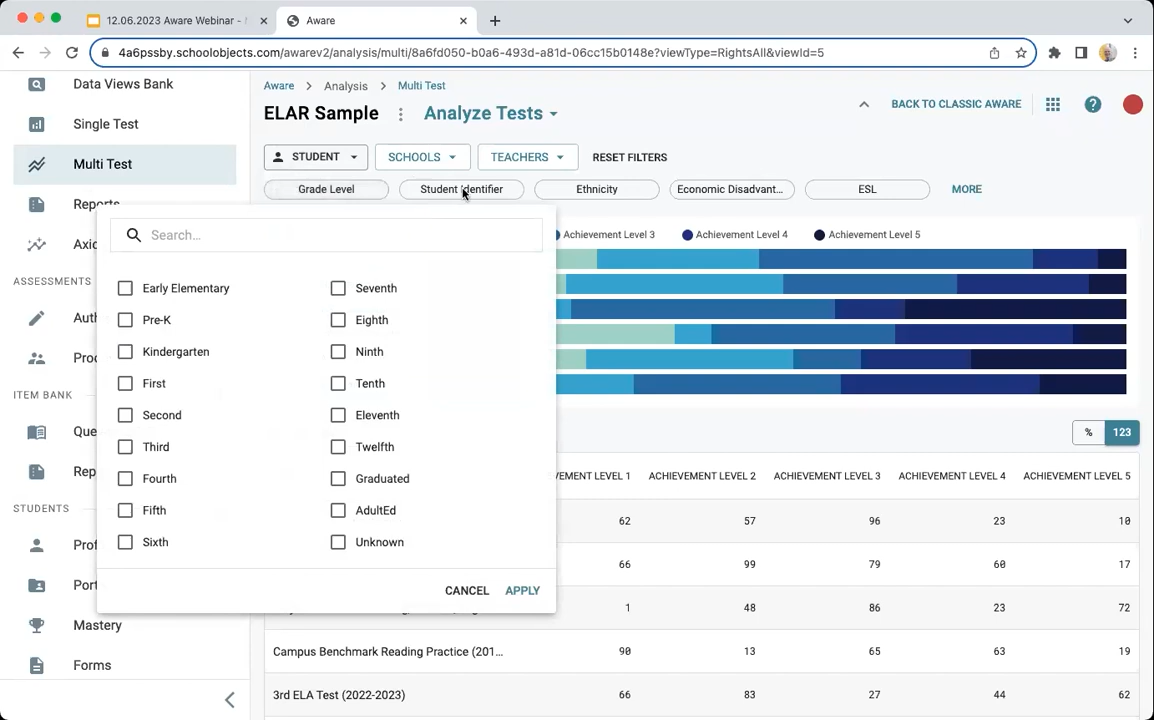 12.06.2023 Aware Webinar -
Aware
4a6pssby.schoolobjects.com/awarev2/analysis/multi/8a6fd050-b0a6-493d-a81d-06cc15b0148e?viewType=RightsAll&viewId=5
Data Views Bank
Single Test
Multi Test
Reports
ASSESSMENTS
ITEM BANK
STUDENTS
Mastery
Forms
Aware > Analysis > Multi Test
ELAR Sample
Analyze Tests
BACK TO CLASSIC AWARE
STUDENT
SCHOOLS
TEACHERS
RESET FILTERS
Grade Level
Student Identifier
Ethnicity
Economic Disadvant...
ESL
MORE
Search...
Early Elementary
Pre-K
Kindergarten
First
Second
Third
Fourth
Fifth
Sixth
Seventh
Eighth
Ninth
Tenth
Eleventh
Twelfth
Graduated
AdultEd
Unknown
CANCEL
APPLY
Achievement Level 3
Achievement Level 4
Achievement Level 5
%
123
EVEMENT LEVEL 1 ACHIEVEMENT LEVEL 2 ACHIEVEMENT LEVEL 3 ACHIEVEMENT LEVEL 4 ACHIEVEMENT LEVEL 5
62 57 96 23 10
66 99 79 60 17
1 48 86 23 72
Campus Benchmark Reading Practice (201... 90 13 65 63 19
3rd ELA Test (2022-2023) 66 83 27 44 62